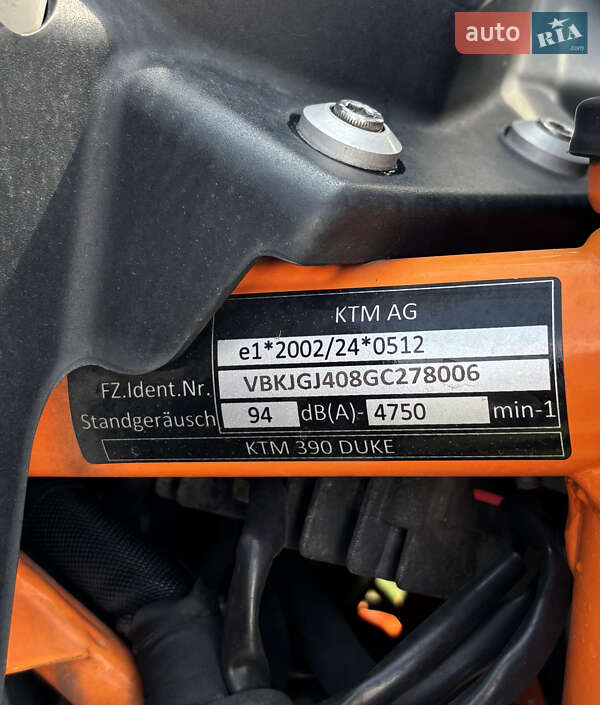 auto RIA .com
KTM AG
e1*2002/24*0512
FZ.Ident.Nr. VBKJGJ408GC278006
Standgeräusch 94 dB(A)- 4750 min-1
KTM 390 DUKE